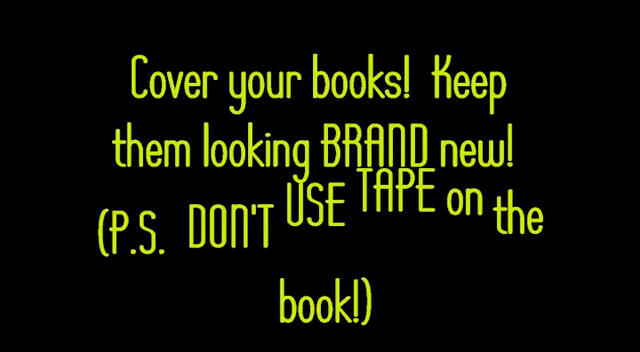 Cover your books!  Keep
them looking BRAND new!
(P.S.  DON'T USE TAPE on the
book!)